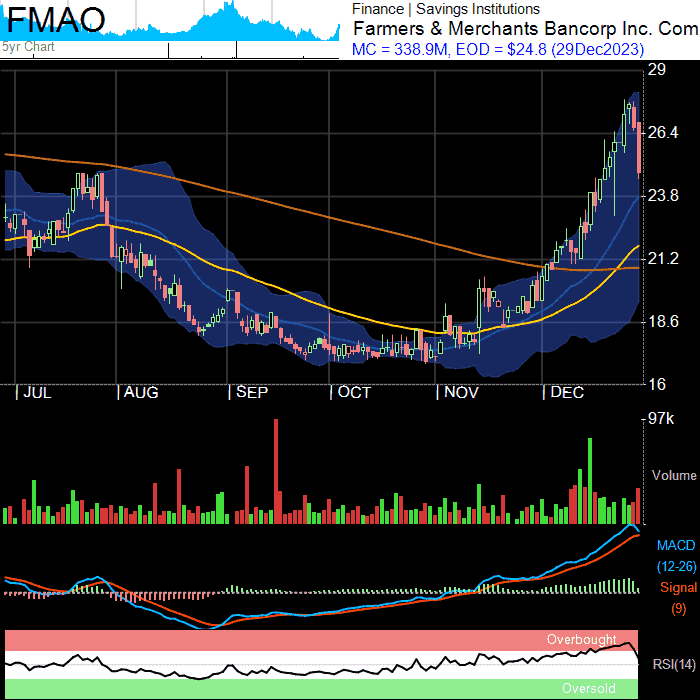 FMAO
5yr Chart
Finance | Savings Institutions
Farmers & Merchants Bancorp Inc. Com
MC = 338.9M, EOD = $24.8 (29Dec2023)
29
26.4
23.8
21.2
18.6
16
JUL AUG SEP OCT NOV DEC
97k
Volume
MACD
(12-26)
Signal
(9)
Overbought
RSI(14)
Oversold